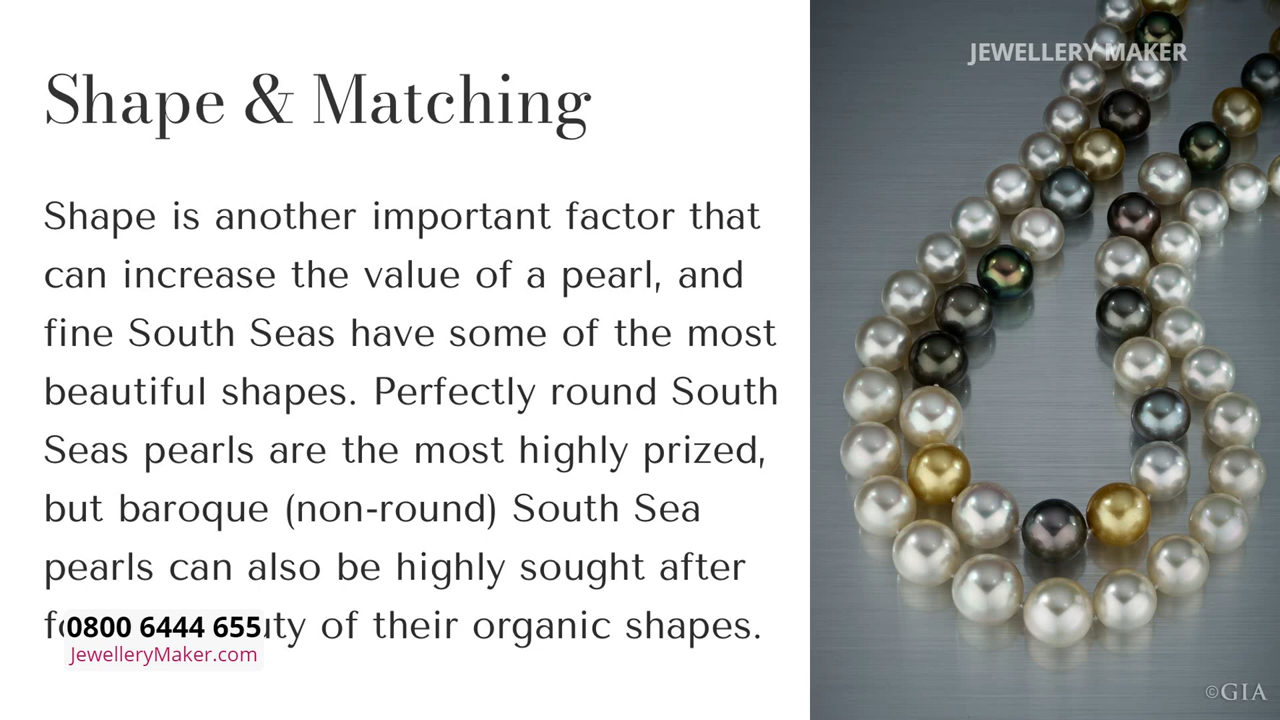 Shape & Matching
JEWELLERY MAKER
Shape is another important factor that
can increase the value of a pearl, and
fine South Seas have some of the most
beautiful shapes. Perfectly round South
Seas pearls are the most highly prized,
but baroque (non-round) South Sea
pearls can also be highly sought after
of their organic shapes.
0800 6444 655
JewelleryMaker.com
©GIA